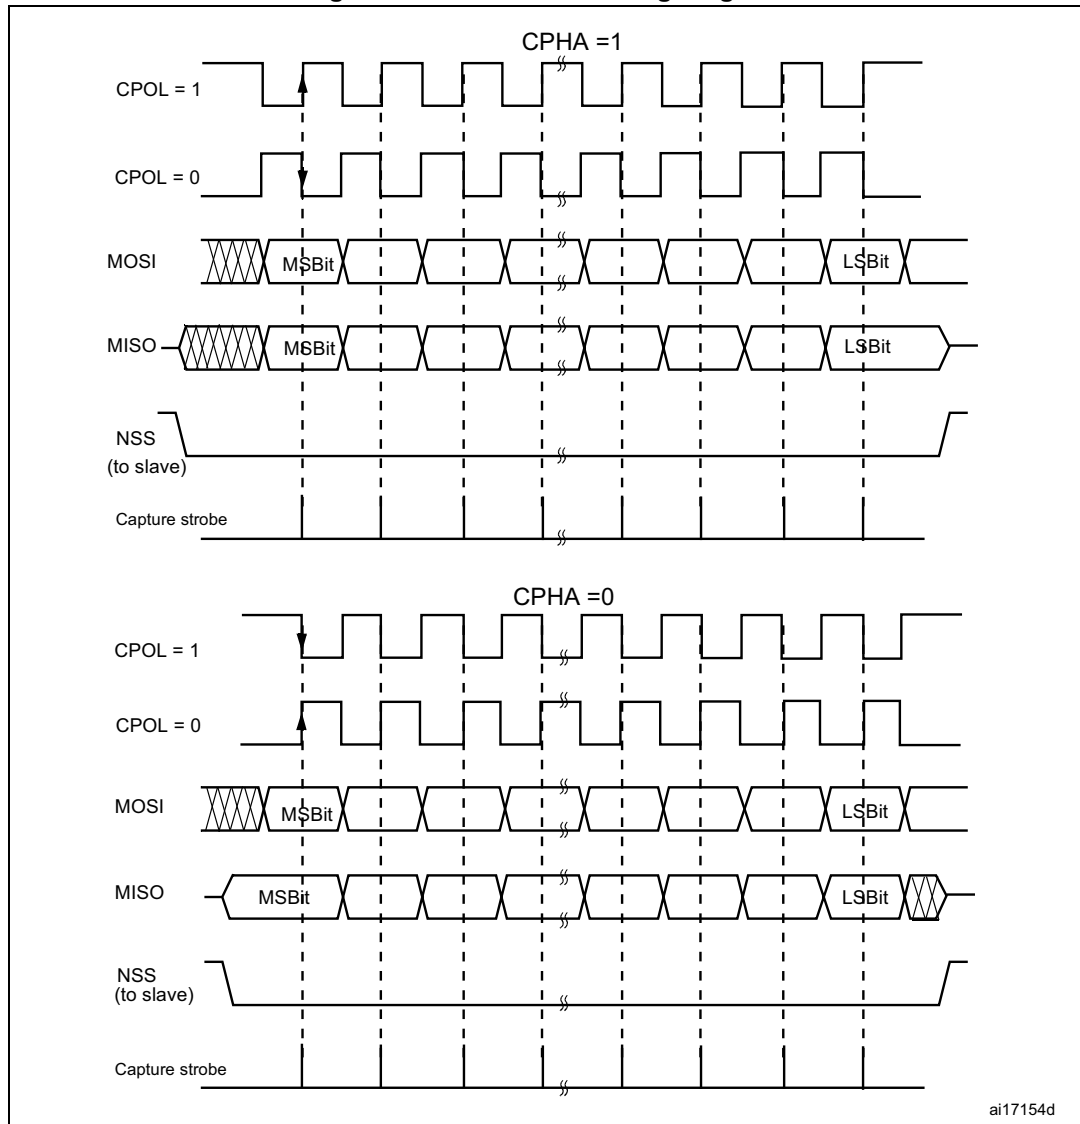 CPHA =1
CPOL = 1
CPOL = 0
MOSI MSBit LSBit
MISO MSBit LSBit
NSS
(to slave)
Capture strobe
CPHA =0
CPOL = 1
CPOL = 0
MOSI MSBit LSBit
MISO MSBit LSBit
NSS
(to slave)
Capture strobe
ai17154d